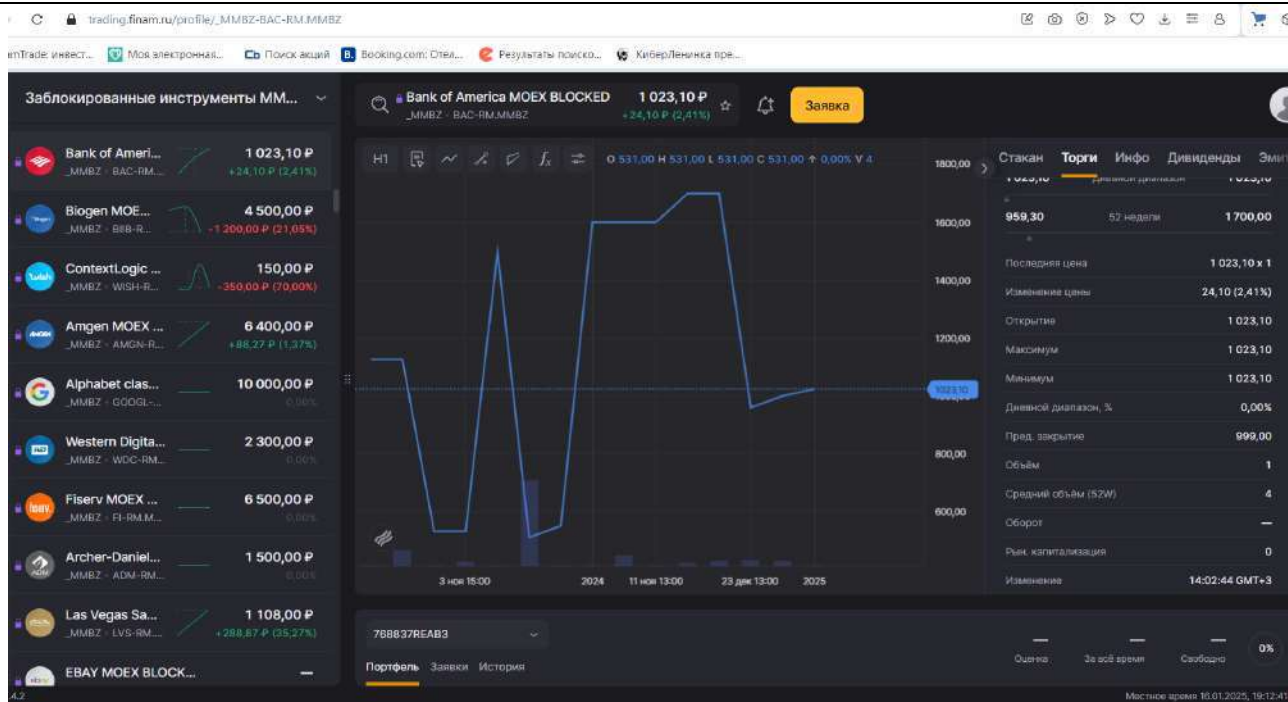 trading.finam.ru/profile/_MMBZ-BAC-RM.MMBZ
Моя электронная...
Поиск акций
Booking.com: Отел...
Результаты поиско...
КиберЛенинка пре...
Заблокированные инструменты ММ...
Bank of Ameri... 1 023,10 ₽
_MMBZ · BAC-RM... +24,10 ₽ (2,41%)
Biogen MOE... 4 500,00 ₽
_MMBZ · BIIB-R... -1 200,00 ₽ (21,05%)
ContextLogic ... 150,00 ₽
_MMBZ · WISH-R... -350,00 ₽ (70,00%)
Amgen MOEX ... 6 400,00 ₽
_MMBZ · AMGN-R... +86,27 ₽ (1,37%)
Alphabet clas... 10 000,00 ₽
_MMBZ · GOOGL-... 0,00%
Western Digita... 2 300,00 ₽
_MMBZ · WDC-RM... 0,00%
Fiserv MOEX ... 6 500,00 ₽
_MMBZ · FI-RM.M... 0,00%
Archer-Daniel... 1 500,00 ₽
_MMBZ · ADM-RM... 0,00%
Las Vegas Sa... 1 108,00 ₽
_MMBZ · LVS-RM.... +288,87 ₽ (35,27%)
EBAY MOEX BLOCK... —
Bank of America MOEX BLOCKED 1 023,10 ₽
_MMBZ · BAC-RM.MMBZ +24,10 ₽ (2,41%)
Заявка
H1
O 531,00 H 531,00 L 531,00 C 531,00 0,00% V 4
1800,00
1600,00
1400,00
1200,00
1023,10
800,00
600,00
3 ноя 15:00 2024 11 ноя 13:00 23 дек 13:00 2025
Стакан Торги Инфо Дивиденды Эмит
1 023,10 Дневной диапазон 1 023,10
959,30 52 недели 1 700,00
Последняя цена 1 023,10 x 1
Изменение цены 24,10 (2,41%)
Открытие 1 023,10
Максимум 1 023,10
Минимум 1 023,10
Дневной диапазон, % 0,00%
Пред. закрытие 999,00
Объём 1
Средний объём (52W) 4
Оборот —
Рын. капитализация 0
Изменение 14:02:44 GMT+3
768837REAB3
Портфель Заявки История
Оценка За всё время Свободно 0%
Местное время 16.01.2025, 19:12:41